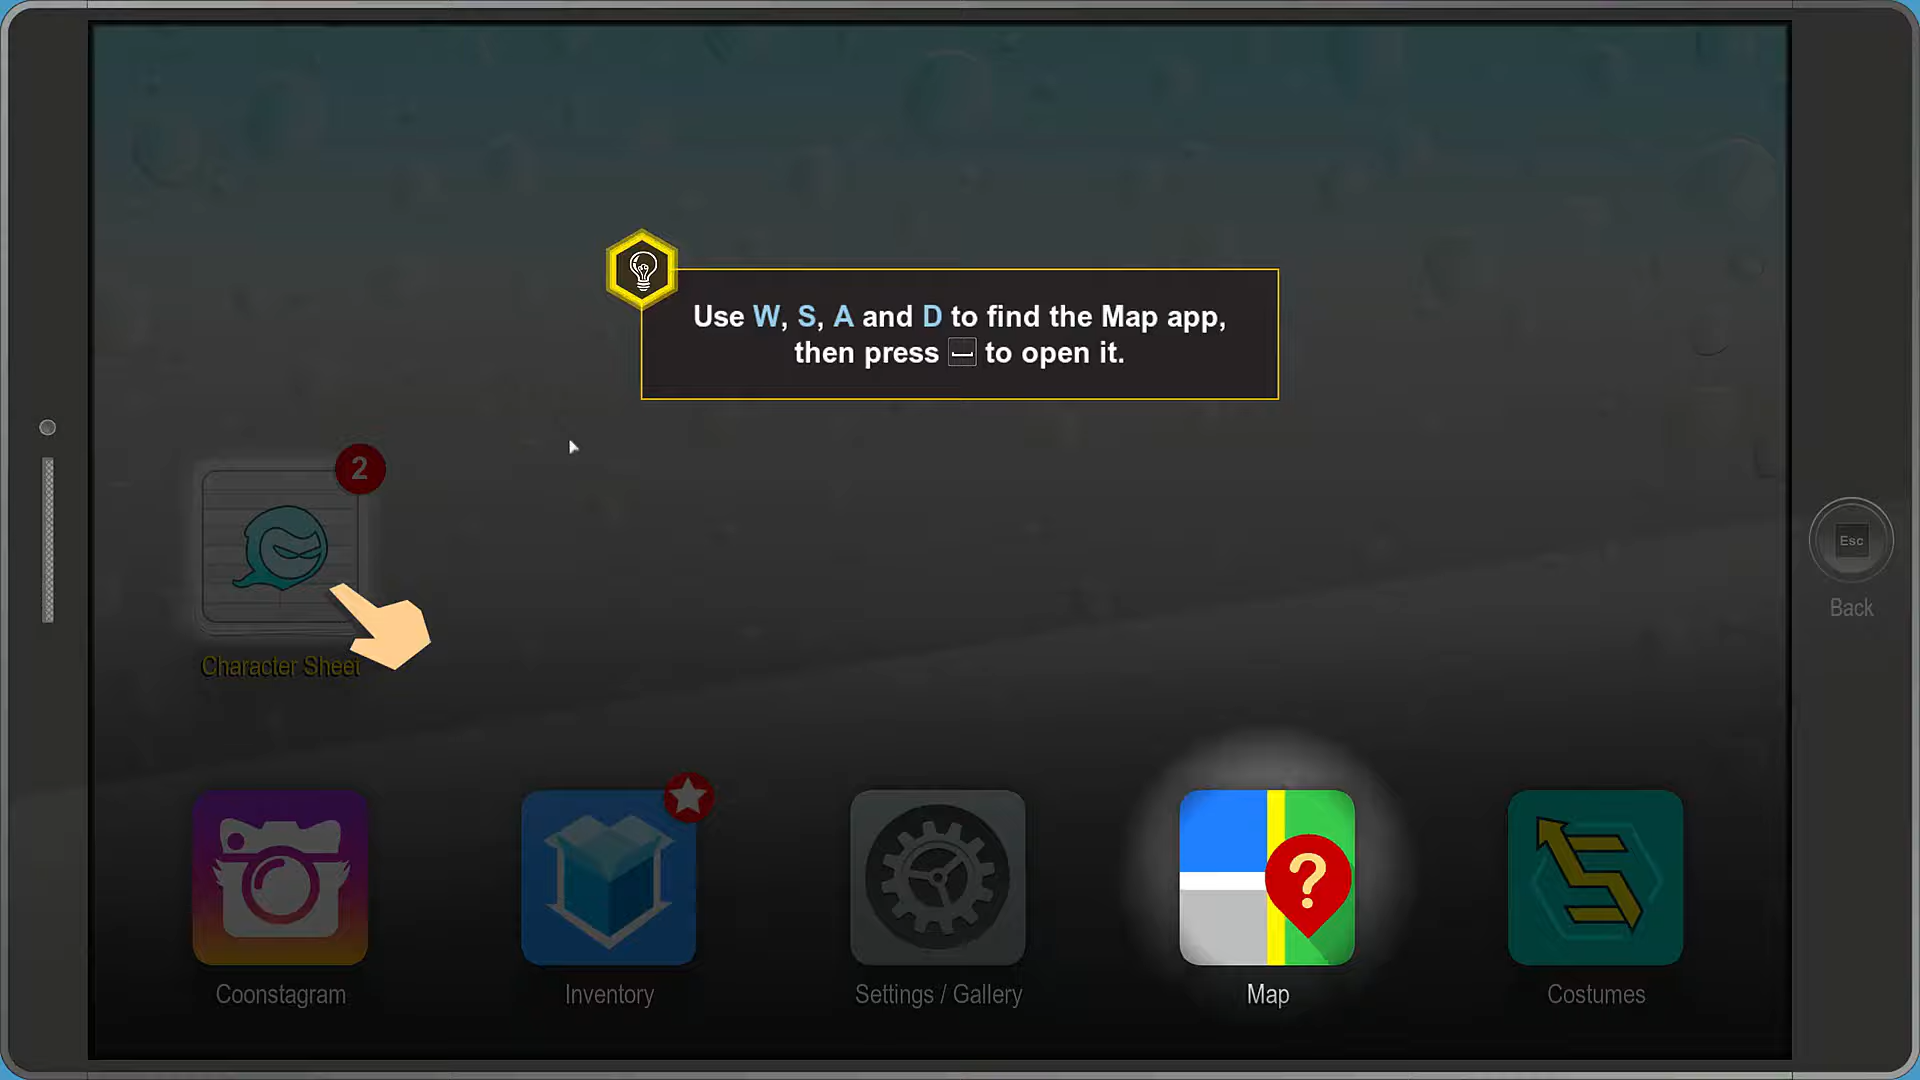 Use W, S, A and D to find the Map app,
then press to open it.
2
Character Sheet
Esc
Back
?
Coonstagram
Inventory
Settings / Gallery
Map
Costumes